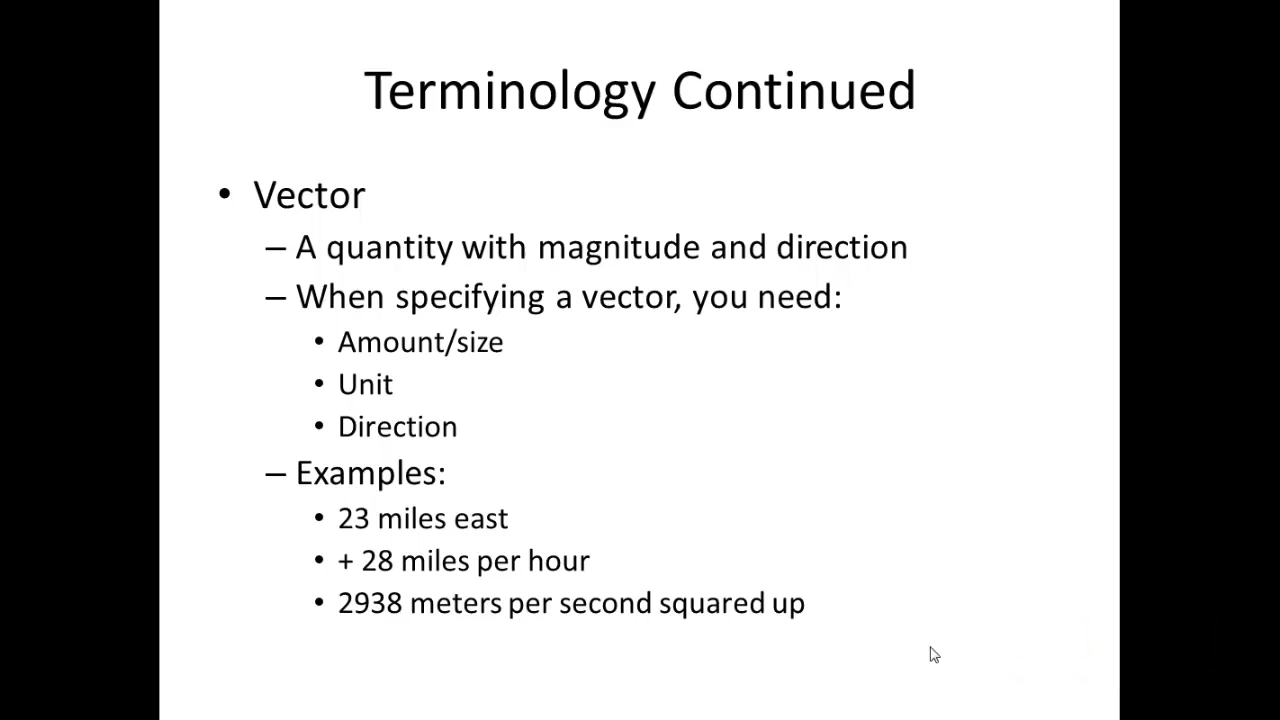 Terminology Continued
• Vector
– A quantity with magnitude and direction
– When specifying a vector, you need:
• Amount/size
• Unit
• Direction
– Examples:
• 23 miles east
• + 28 miles per hour
• 2938 meters per second squared up